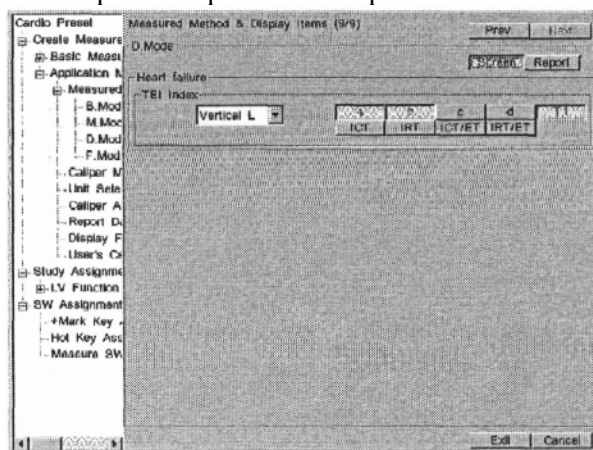 Cardio Preset
Create Measure
Basic Measu
Application M
Measured
B.Mod
M.Moc
D.Mod
F.Mod
Caliper M
Unit Sele
Caliper A
Report Da
Display F
User's Ca
Study Assignme
LV Function
SW Assignment
+Mark Key
Hot Key Ass
Measure SW
Measured Method & Display Items (9/9)
Prev Next
D.Mode
Screen Report
Heart failure
TEI Index
Vertical L
a b c d
ICT IRT ICT/ET IRT/ET
Exit Cancel